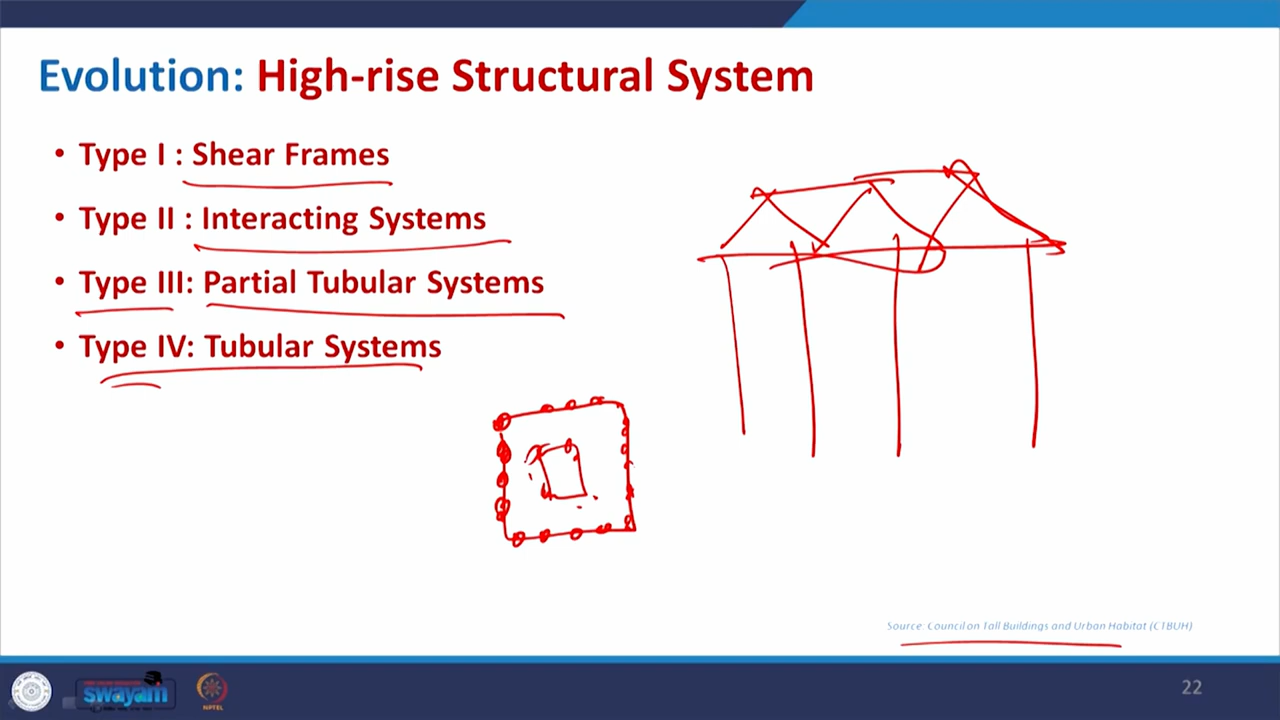 Evolution: High-rise Structural System
• Type I : Shear Frames
• Type II : Interacting Systems
• Type III: Partial Tubular Systems
• Type IV: Tubular Systems
Source: Council on Tall Buildings and Urban Habitat (CTBUH)
swayam
NPTEL
22